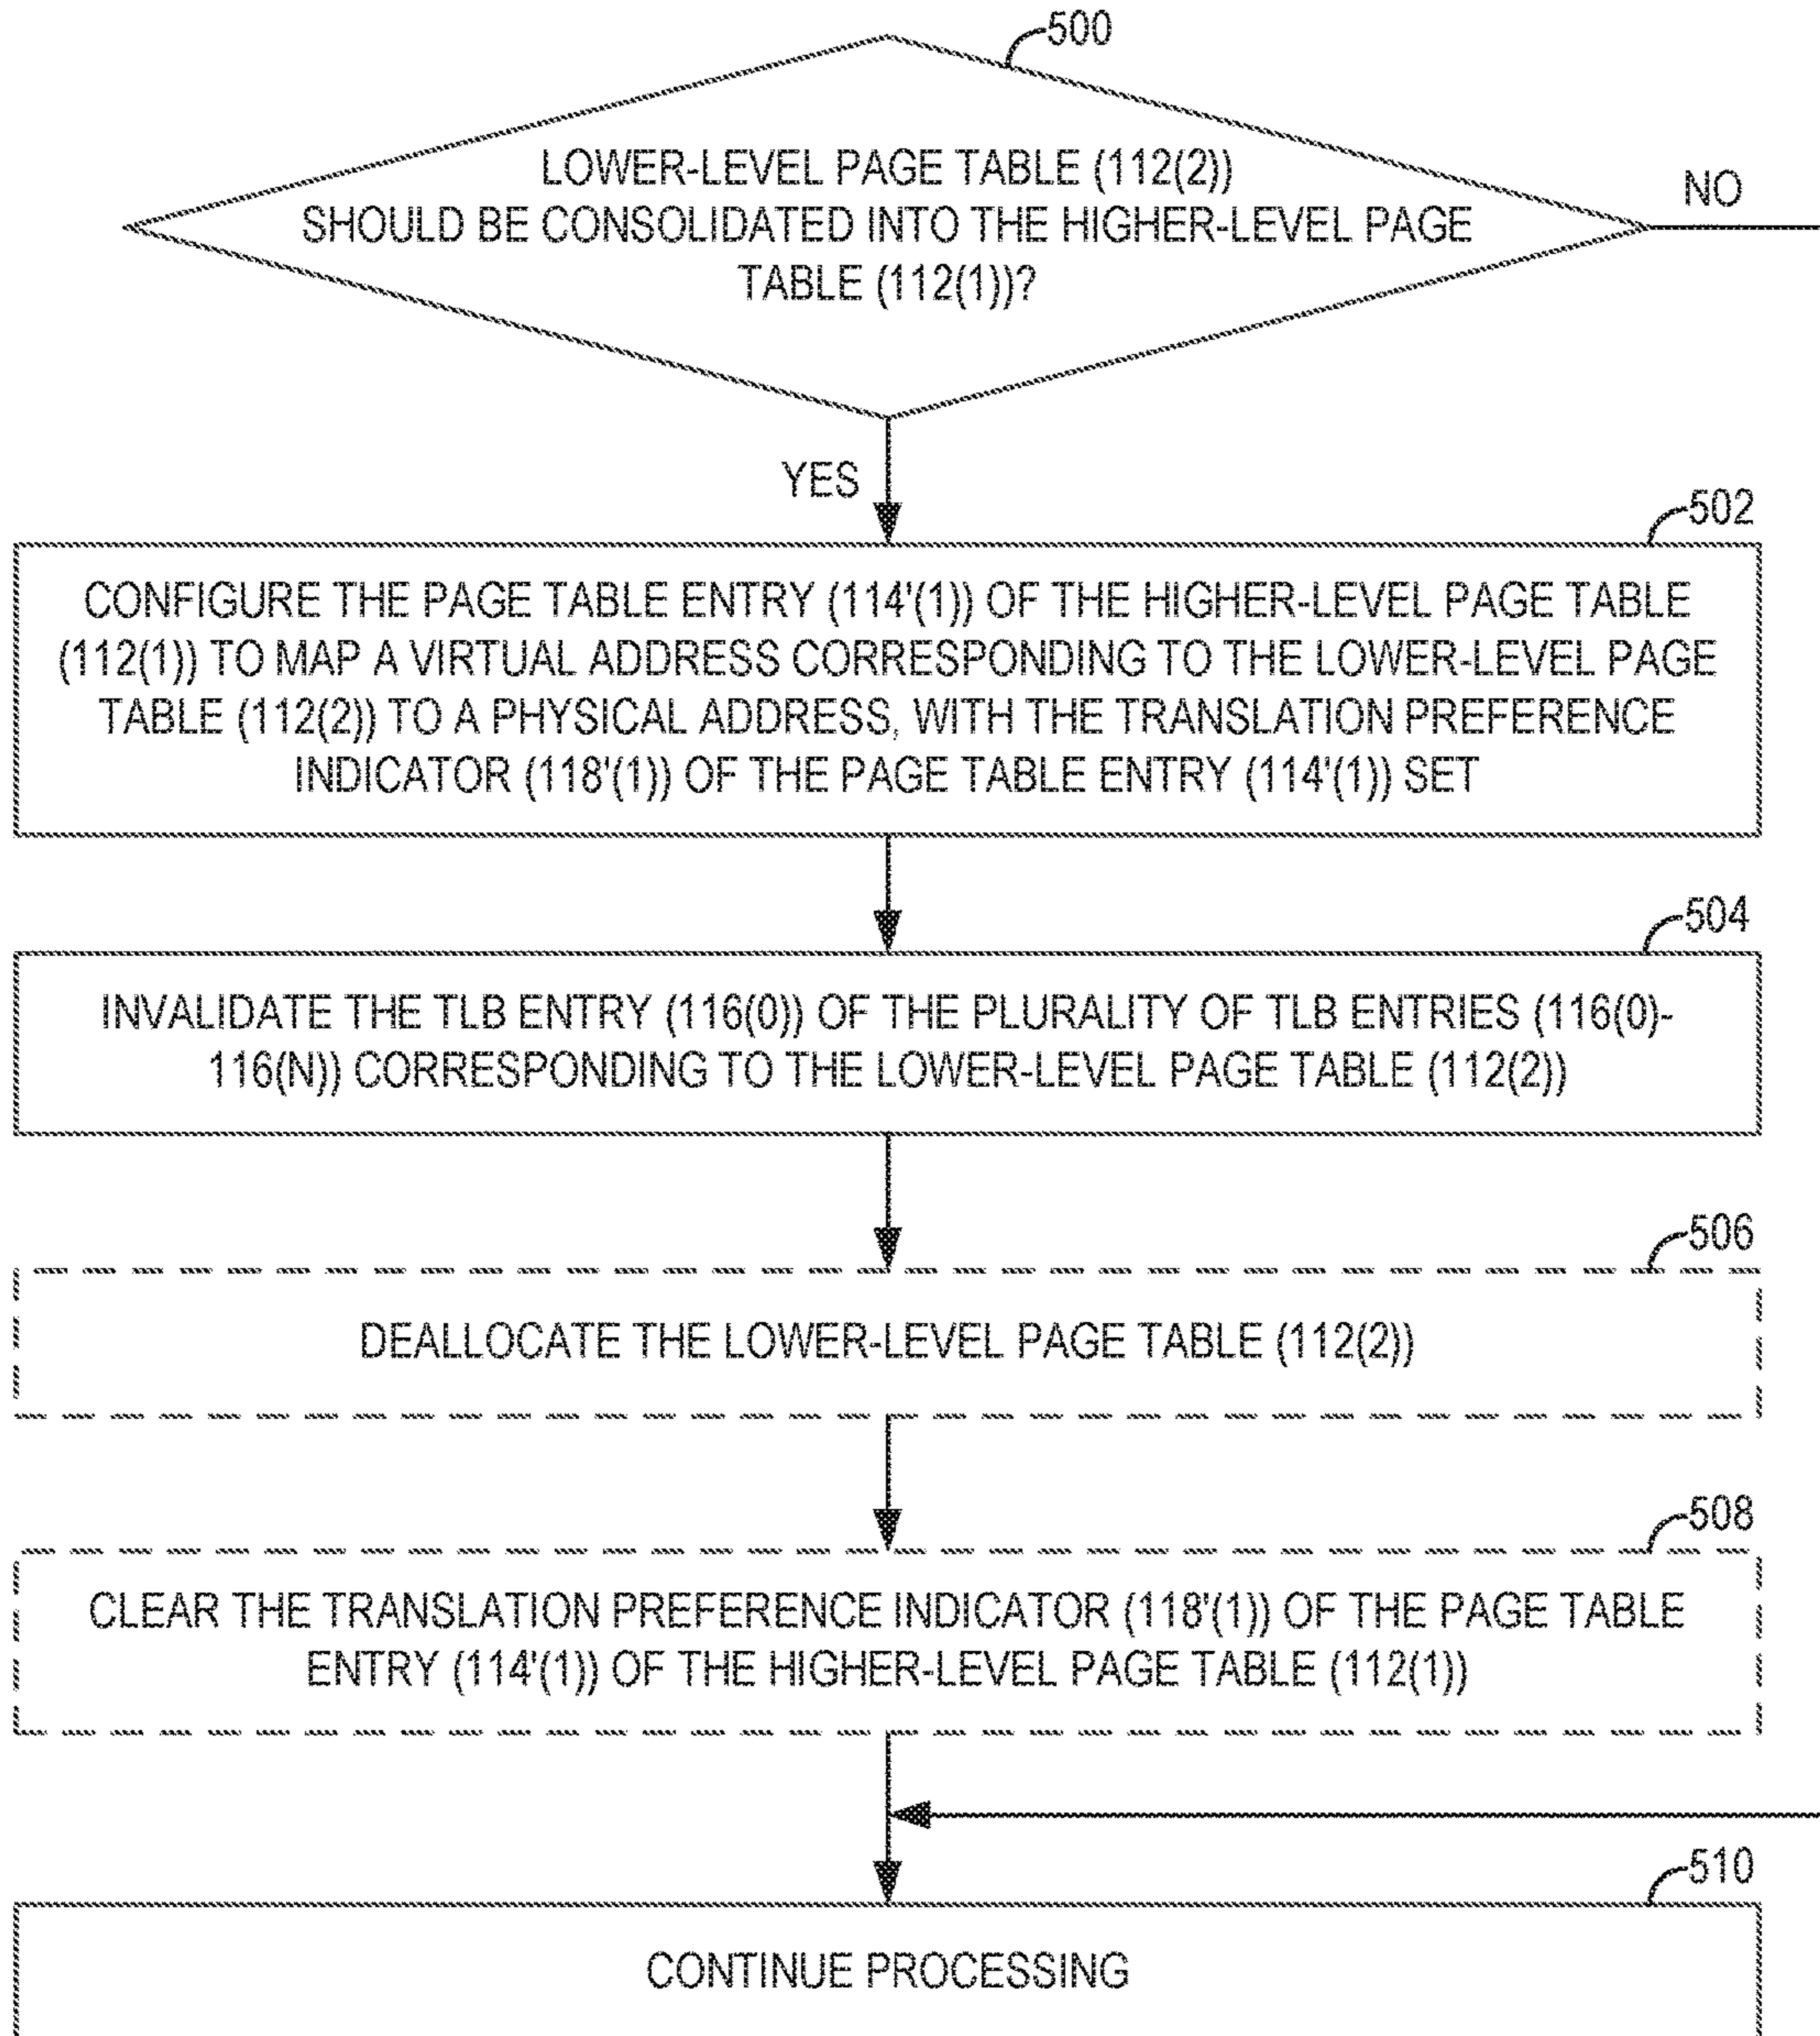 500
LOWER-LEVEL PAGE TABLE (112(2))
SHOULD BE CONSOLIDATED INTO THE HIGHER-LEVEL PAGE
TABLE (112(1))?
NO
YES
502
CONFIGURE THE PAGE TABLE ENTRY (114'(1)) OF THE HIGHER-LEVEL PAGE TABLE
(112(1)) TO MAP A VIRTUAL ADDRESS CORRESPONDING TO THE LOWER-LEVEL PAGE
TABLE (112(2)) TO A PHYSICAL ADDRESS, WITH THE TRANSLATION PREFERENCE
INDICATOR (118'(1)) OF THE PAGE TABLE ENTRY (114'(1)) SET
504
INVALIDATE THE TLB ENTRY (116(0)) OF THE PLURALITY OF TLB ENTRIES (116(0)-
116(N)) CORRESPONDING TO THE LOWER-LEVEL PAGE TABLE (112(2))
506
DEALLOCATE THE LOWER-LEVEL PAGE TABLE (112(2))
508
CLEAR THE TRANSLATION PREFERENCE INDICATOR (118'(1)) OF THE PAGE TABLE
ENTRY (114'(1)) OF THE HIGHER-LEVEL PAGE TABLE (112(1))
510
CONTINUE PROCESSING